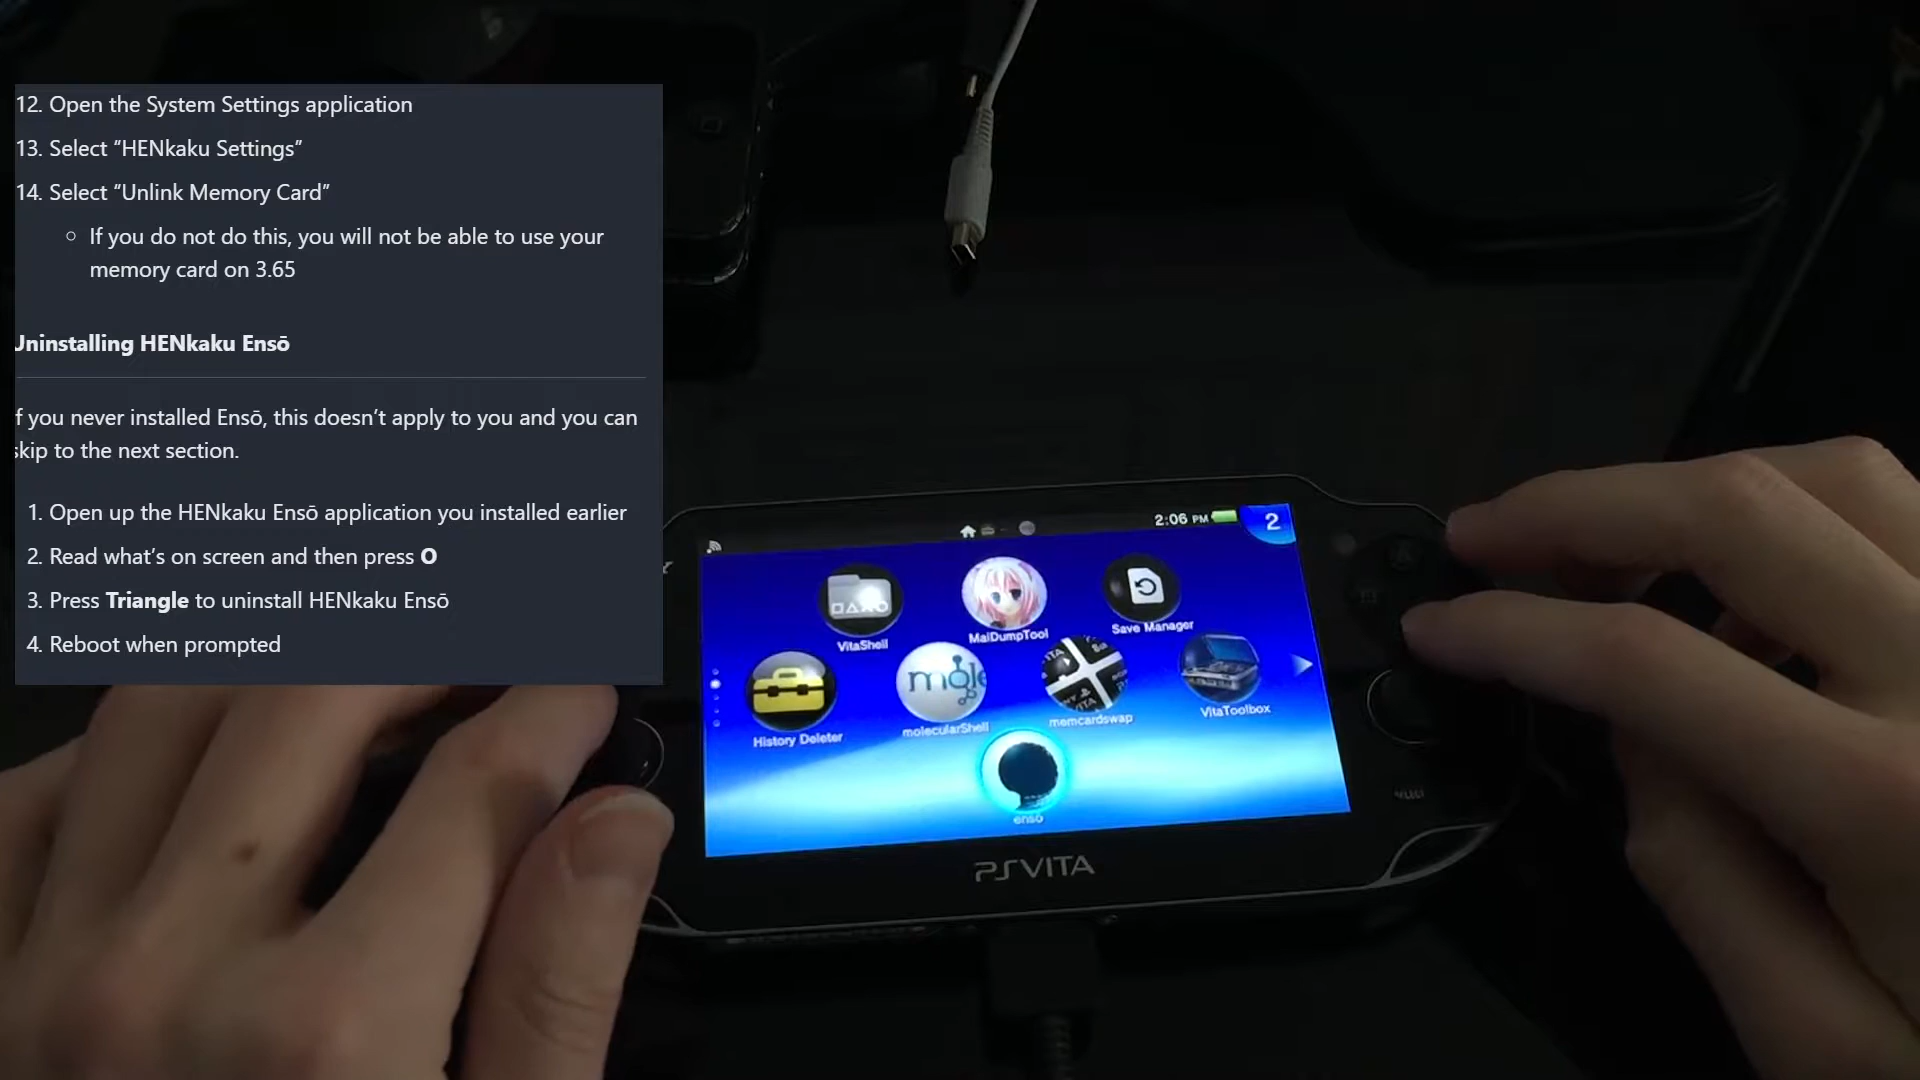 12. Open the System Settings application
13. Select “HENkaku Settings”
14. Select “Unlink Memory Card”
If you do not do this, you will not be able to use your
memory card on 3.65
Uninstalling HENkaku Ensō
f you never installed Ensō, this doesn’t apply to you and you can
skip to the next section.
1. Open up the HENkaku Ensō application you installed earlier
2. Read what’s on screen and then press O
3. Press Triangle to uninstall HENkaku Ensō
4. Reboot when prompted
2:06 PM
2
VitaShell
MaiDumpTool
Save Manager
mole
History Deleter
molecularShell
memcardswap
VitaToolbox
enso
SELECT
PSVITA